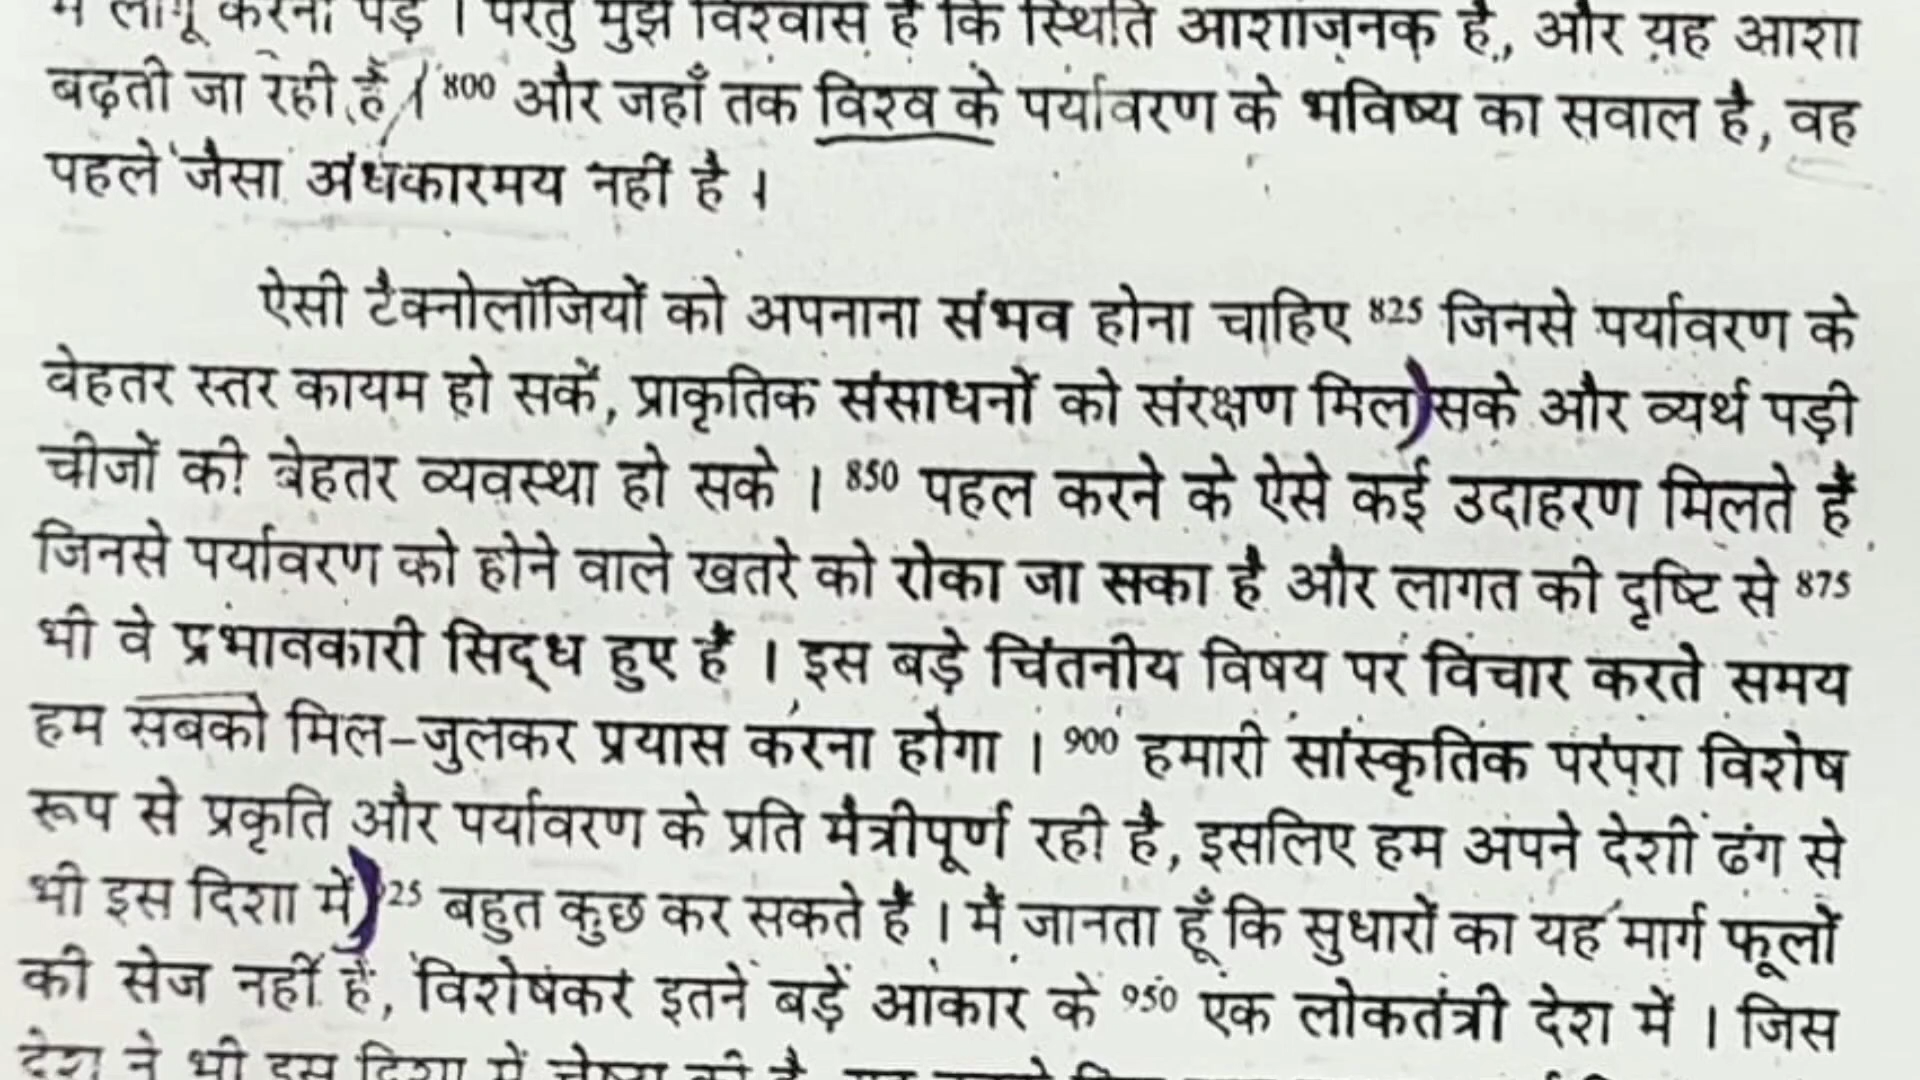 में लागू करना पड़े । परंतु मुझे विश्वास है कि स्थिति आशाजनक है, और यह आशा
बढ़ती जा रही है । 800 और जहाँ तक विश्व के पर्यावरण के भविष्य का सवाल है, वह
पहले जैसा अंधकारमय नहीं है ।
ऐसी टैक्नोलॉजियों को अपनाना संभव होना चाहिए 825 जिनसे पर्यावरण के
बेहतर स्तर कायम हो सकें, प्राकृतिक संसाधनों को संरक्षण मिल) सके और व्यर्थ पड़ी
चीजों की बेहतर व्यवस्था हो सके । 850 पहल करने के ऐसे कई उदाहरण मिलते हैं
जिनसे पर्यावरण को होने वाले खतरे को रोका जा सका है और लागत की दृष्टि से 875
भी वे प्रभावकारी सिद्ध हुए हैं । इस बड़े चिंतनीय विषय पर विचार करते समय
हम सबको मिल-जुलकर प्रयास करना होगा । 900 हमारी सांस्कृतिक परंपरा विशेष
रूप से प्रकृति और पर्यावरण के प्रति मैत्रीपूर्ण रही है, इसलिए हम अपने देशी ढंग से
भी इस दिशा में) 25 बहुत कुछ कर सकते हैं । मैं जानता हूँ कि सुधारों का यह मार्ग फूलों
की सेज नहीं है, विशेषकर इतने बड़े आकार के 950 एक लोकतंत्री देश में । जिस
देश ने भी इस दिशा में चेष्टा की है,